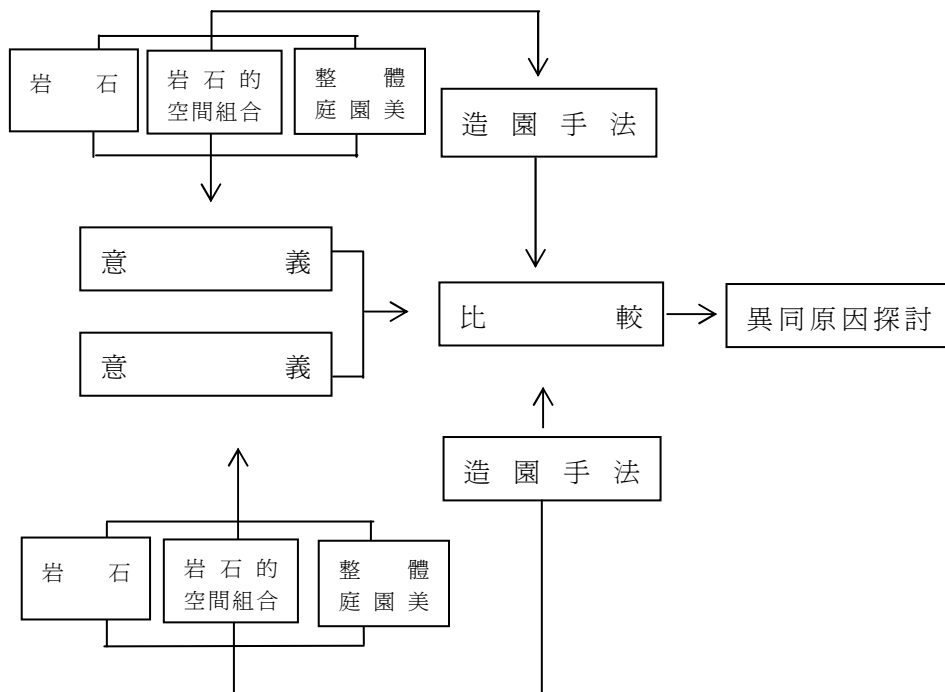 岩石
岩石的
空間組合
整體
庭園美
造園手法
意義
比較
異同原因探討
意義
造園手法
岩石
岩石的
空間組合
整體
庭園美